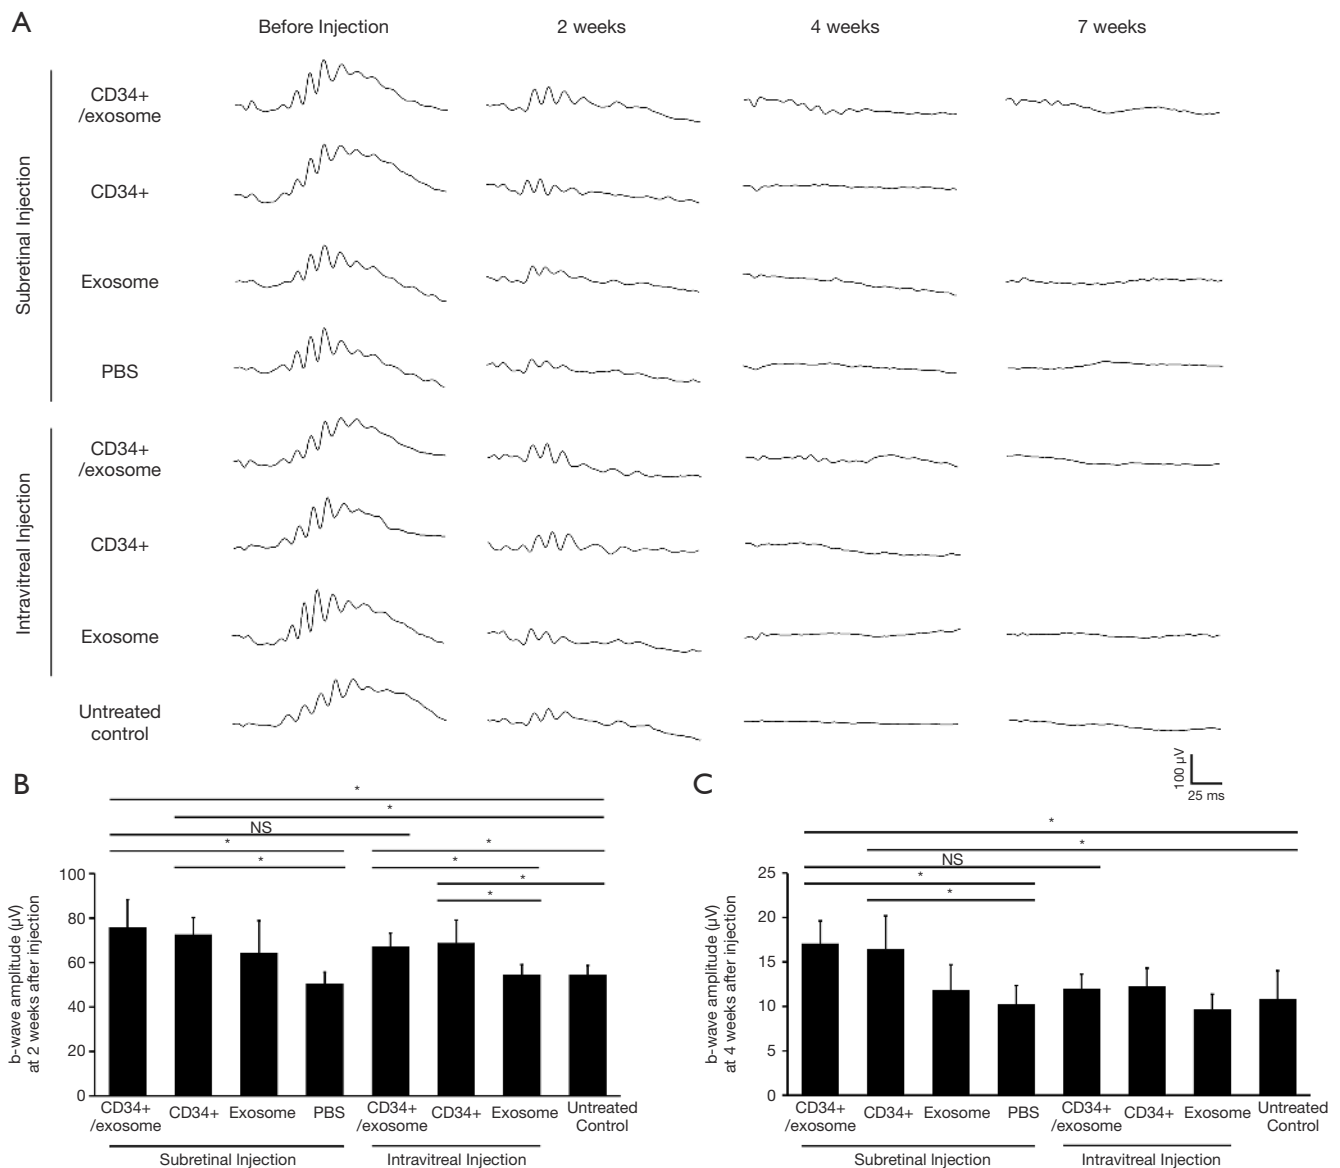 A
Before Injection 2 weeks 4 weeks 7 weeks
Subretinal Injection
CD34+
/exosome
CD34+
Exosome
PBS
Intravitreal Injection
CD34+
/exosome
CD34+
Exosome
Untreated
control
100 μV
25 ms
B
*
*
NS
*
*
*
*
*
*
b-wave amplitude (μV)
at 2 weeks after injection
100
80
60
40
20
0
CD34+
/exosome
CD34+
Exosome
PBS
CD34+
/exosome
CD34+
Exosome
Untreated
Control
Subretinal Injection
Intravitreal Injection
C
*
*
NS
*
*
b-wave amplitude (μV)
at 4 weeks after injection
25
20
15
10
5
0
CD34+
/exosome
CD34+
Exosome
PBS
CD34+
/exosome
CD34+
Exosome
Untreated
Control
Subretinal Injection
Intravitreal Injection